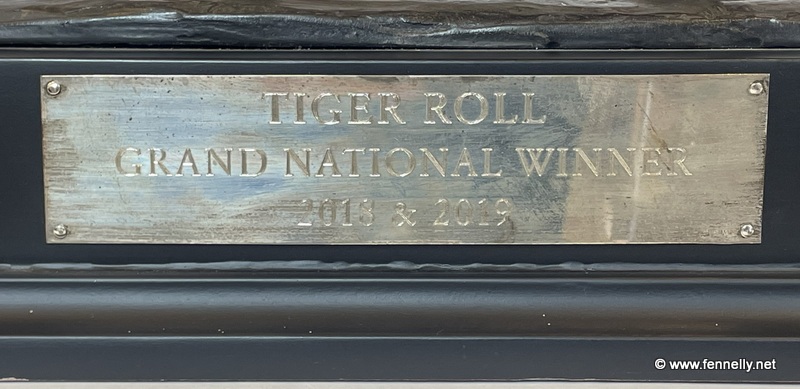 TIGER ROLL
GRAND NATIONAL WINNER
2018 & 2019
© www.fennelly.net